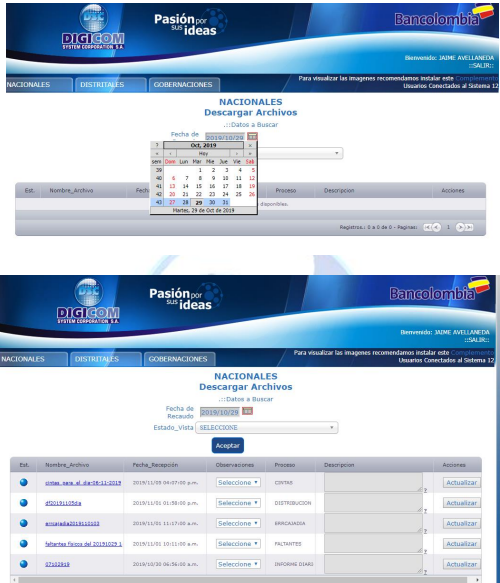 Pasión por
sus ideas
Bancolombia
DIGICOM
SYSTEM CORPORATION S.A.
Bienvenido: JAIME AVELLANEDA
::SALIR::
NACIONALES DISTRITALES GOBERNACIONES
Para visualizar las imagenes recomendamos instalar este Complemento
Usuarios Conectados al Sistema 12
NACIONALES
Descargar Archivos
.::Datos a Buscar
Fecha de
2019/10/29
? Oct, 2019 ×
« ‹ Hoy › »
sem Dom Lun Mar Mie Jue Vie Sab
39 1 2 3 4 5
40 6 7 8 9 10 11 12
41 13 14 15 16 17 18 19
42 20 21 22 23 24 25 26
43 27 28 29 30 31
Martes, 29 de Oct de 2019
Est. Nombre_Archivo Proceso Descripcion Acciones
disponibles.
Registros.: 0 a 0 de 0 - Paginas: 1
Pasión por
sus ideas
Bancolombia
DIGICOM
SYSTEM CORPORATION S.A.
Bienvenido: JAIME AVELLANEDA
::SALIR::
NACIONALES DISTRITALES GOBERNACIONES
Para visualizar las imagenes recomendamos instalar este Complemento
Usuarios Conectados al Sistema 12
NACIONALES
Descargar Archivos
.::Datos a Buscar
Fecha de
Recaudo 2019/10/29
Estado_Vista SELECCIONE
Aceptar
Est. Nombre_Archivo Fecha_Recepción Observaciones Proceso Descripcion Acciones
cintas para el dia-08-11-2019 2019/11/05 04:07:00 p.m. Seleccione CINTAS ? Actualizar
df20191105dia 2019/11/01 01:58:00 p.m. Seleccione DISTRIBUCION ? Actualizar
errcajadia2019110103 2019/11/01 11:17:00 a.m. Seleccione ERRCAJADIA ? Actualizar
faltantes fisicos del 20191029 1 2019/11/01 10:11:00 a.m. Seleccione FALTANTES ? Actualizar
07102919 2019/10/30 06:56:00 a.m. Seleccione INFORME DIARI ? Actualizar